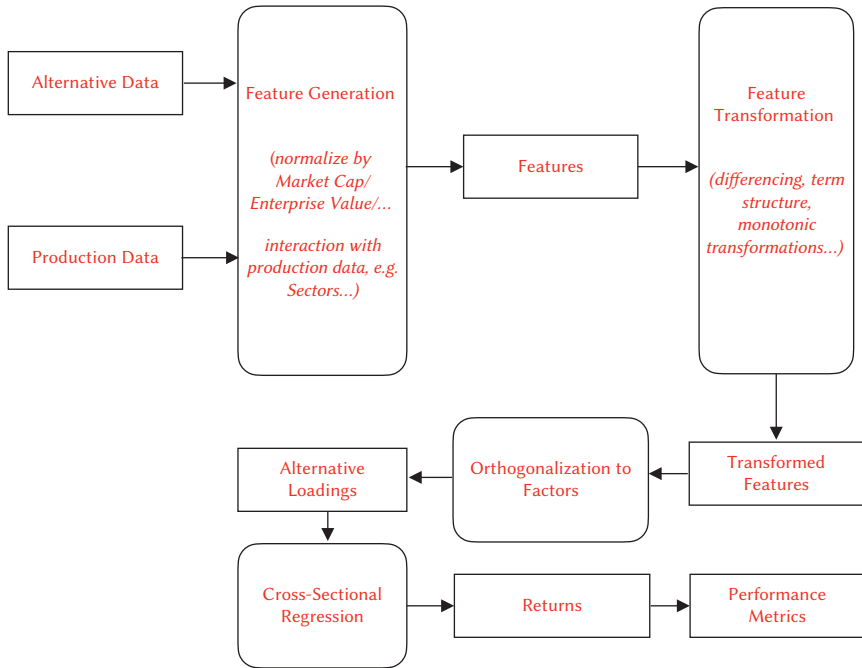 Alternative Data
Production Data
Feature Generation
(normalize by
Market Cap/
Enterprise Value/...
interaction with
production data, e.g.
Sectors...)
Features
Feature
Transformation
(differencing, term
structure,
monotonic
transformations...)
Transformed
Features
Orthogonalization to
Factors
Alternative
Loadings
Cross-Sectional
Regression
Returns
Performance
Metrics